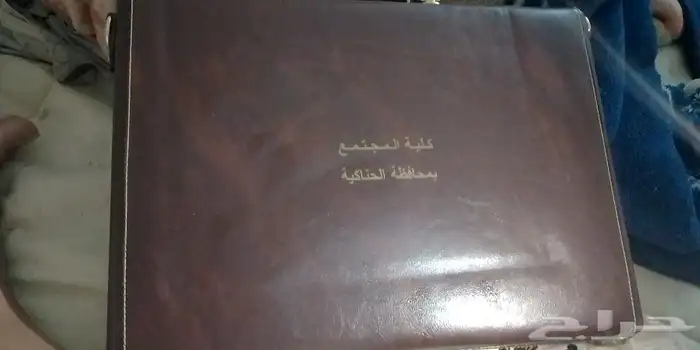 كلية المجتمع
بمحافظة الحناكية
حراج